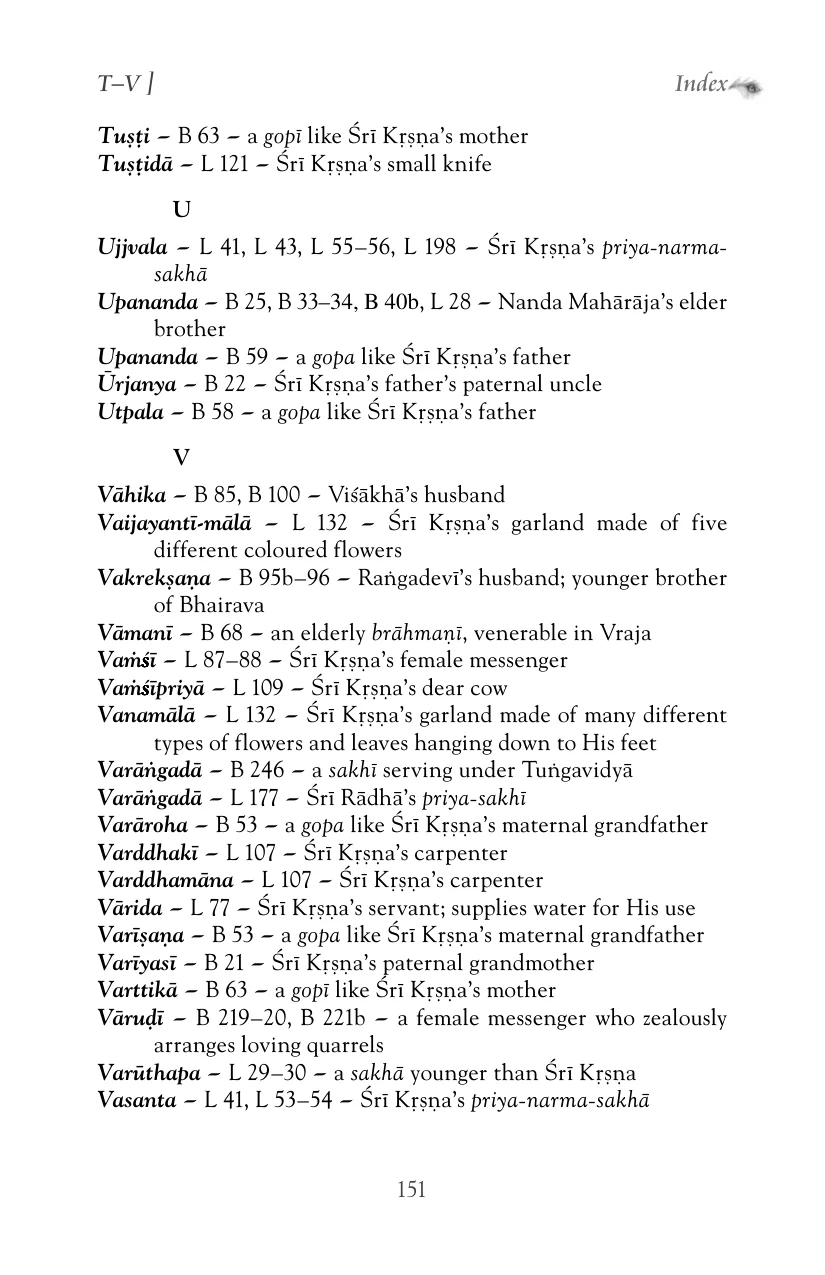 T–V ]
Index
Tuṣṭi – B 63 – a gopī like Śrī Kṛṣṇa’s mother
Tuṣṭidā – L 121 – Śrī Kṛṣṇa’s small knife
U
Ujjvala – L 41, L 43, L 55–56, L 198 – Śrī Kṛṣṇa’s priya-narma-
sakhā
Upananda – B 25, B 33–34, B 40b, L 28 – Nanda Mahārāja’s elder
brother
Upananda – B 59 – a gopa like Śrī Kṛṣṇa’s father
Ūrjanya – B 22 – Śrī Kṛṣṇa’s father’s paternal uncle
Utpala – B 58 – a gopa like Śrī Kṛṣṇa’s father
V
Vāhika – B 85, B 100 – Viśākhā’s husband
Vaijayantī-mālā – L 132 – Śrī Kṛṣṇa’s garland made of five
different coloured flowers
Vakrekṣaṇa – B 95b–96 – Raṅgadevī’s husband; younger brother
of Bhairava
Vāmanī – B 68 – an elderly brāhmaṇī, venerable in Vraja
Vaṁśī – L 87–88 – Śrī Kṛṣṇa’s female messenger
Vaṁśīpriyā – L 109 – Śrī Kṛṣṇa’s dear cow
Vanamālā – L 132 – Śrī Kṛṣṇa’s garland made of many different
types of flowers and leaves hanging down to His feet
Varāṅgadā – B 246 – a sakhī serving under Tuṅgavidyā
Varāṅgadā – L 177 – Śrī Rādhā’s priya-sakhī
Varāroha – B 53 – a gopa like Śrī Kṛṣṇa’s maternal grandfather
Varddhakī – L 107 – Śrī Kṛṣṇa’s carpenter
Varddhamāna – L 107 – Śrī Kṛṣṇa’s carpenter
Vārida – L 77 – Śrī Kṛṣṇa’s servant; supplies water for His use
Varīṣaṇa – B 53 – a gopa like Śrī Kṛṣṇa’s maternal grandfather
Varīyasī – B 21 – Śrī Kṛṣṇa’s paternal grandmother
Varttikā – B 63 – a gopī like Śrī Kṛṣṇa’s mother
Vāruḍī – B 219–20, B 221b – a female messenger who zealously
arranges loving quarrels
Varūthapa – L 29–30 – a sakhā younger than Śrī Kṛṣṇa
Vasanta – L 41, L 53–54 – Śrī Kṛṣṇa’s priya-narma-sakhā
151